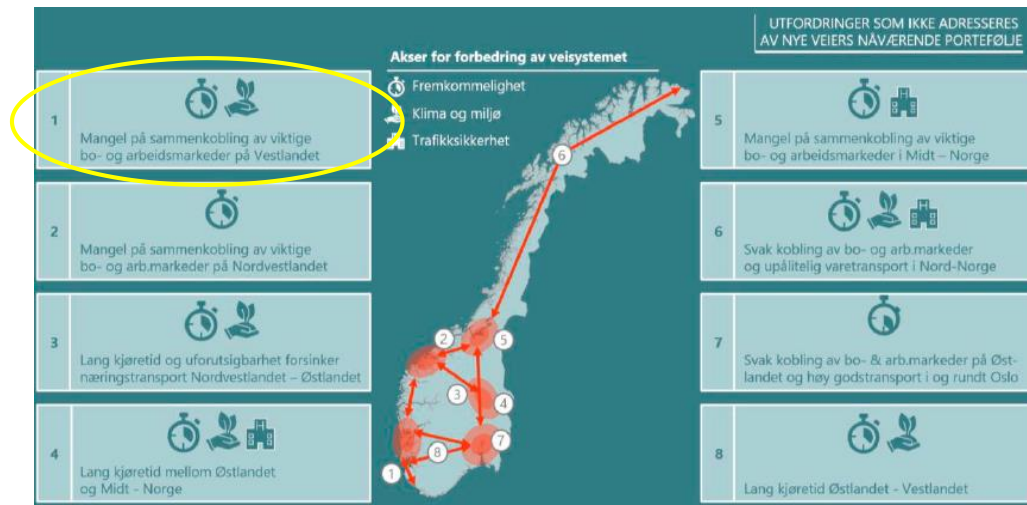 UTFORDRINGER SOM IKKE ADRESSERES
AV NYE VEIERS NÅVÆRENDE PORTEFØLJE
Akser for forbedring av veisystemet
Fremkommelighet
Klima og miljø
Trafikksikkerhet
1
Mangel på sammenkobling av viktige
bo- og arbeidsmarkeder på Vestlandet
2
Mangel på sammenkobling av viktige
bo- og arb.markeder på Nordvestlandet
3
Lang kjøretid og uforutsigbarhet forsinker
næringstransport Nordvestlandet – Østlandet
4
Lang kjøretid mellom Østlandet
og Midt - Norge
6
2
5
3
4
7
8
1
5
H
Mangel på sammenkobling av viktige
bo- og arbeidsmarkeder i Midt – Norge
6
H
Svak kobling av bo- og arb.markeder
og upålitelig varetransport i Nord-Norge
7
Svak kobling av bo- & arb.markeder på Øst-
landet og høy godstransport i og rundt Oslo
8
Lang kjøretid Østlandet - Vestlandet